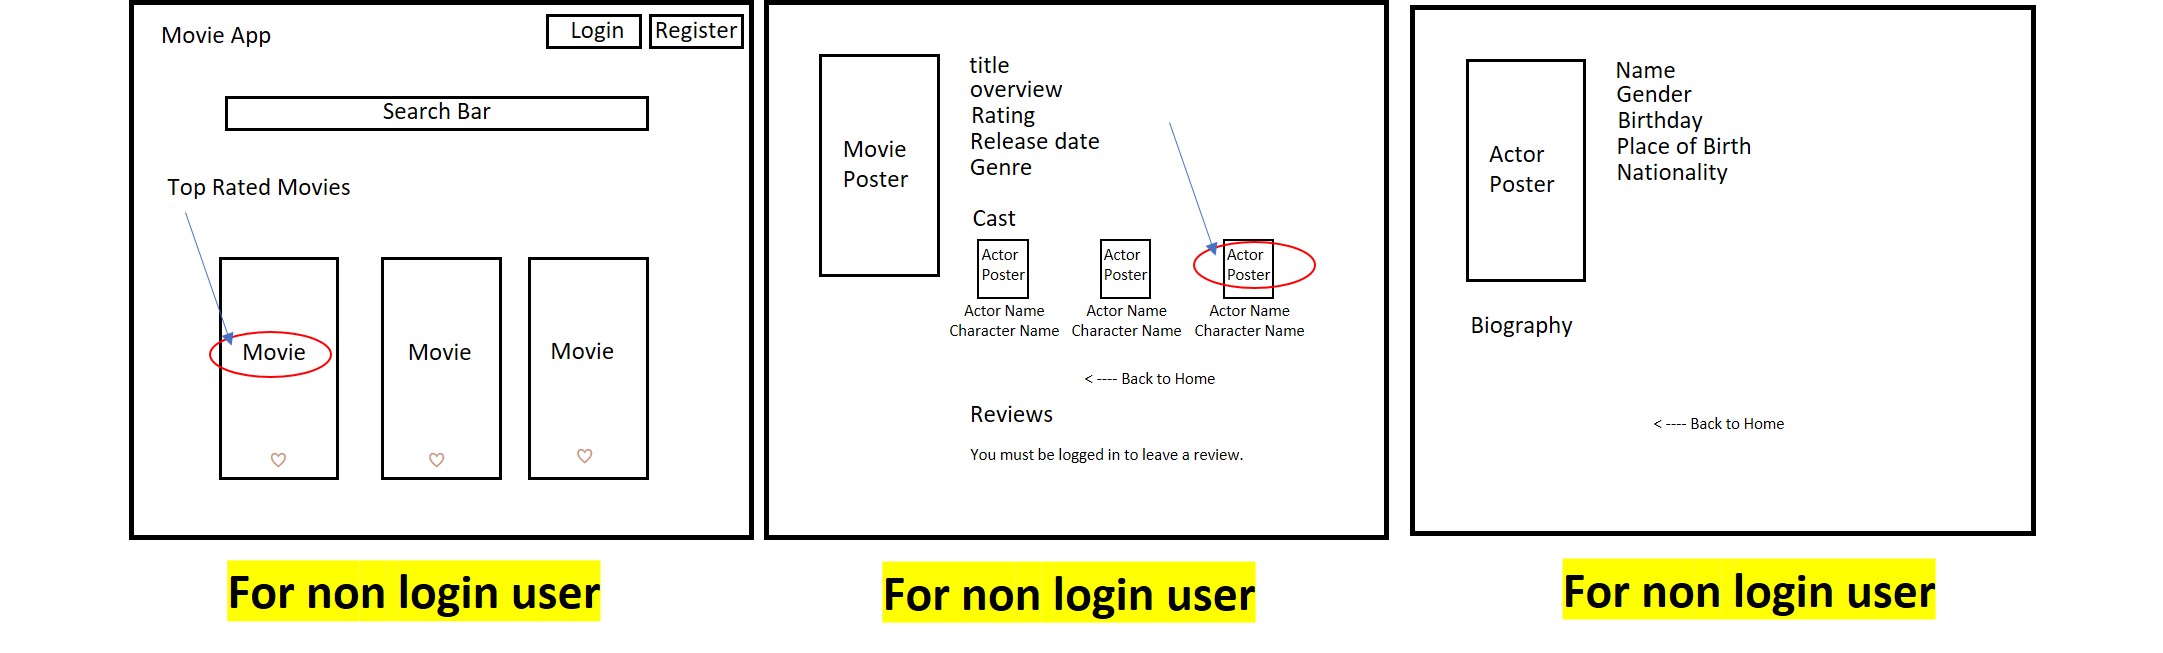 Movie App
Login
Register
Search Bar
Top Rated Movies
Movie
Movie
Movie
For non login user
Movie
Poster
title
overview
Rating
Release date
Genre
Cast
Actor
Poster
Actor Name
Character Name
Actor
Poster
Actor Name
Character Name
Actor
Poster
Actor Name
Character Name
< ---- Back to Home
Reviews
You must be logged in to leave a review.
For non login user
Actor
Poster
Name
Gender
Birthday
Place of Birth
Nationality
Biography
< ---- Back to Home
For non login user